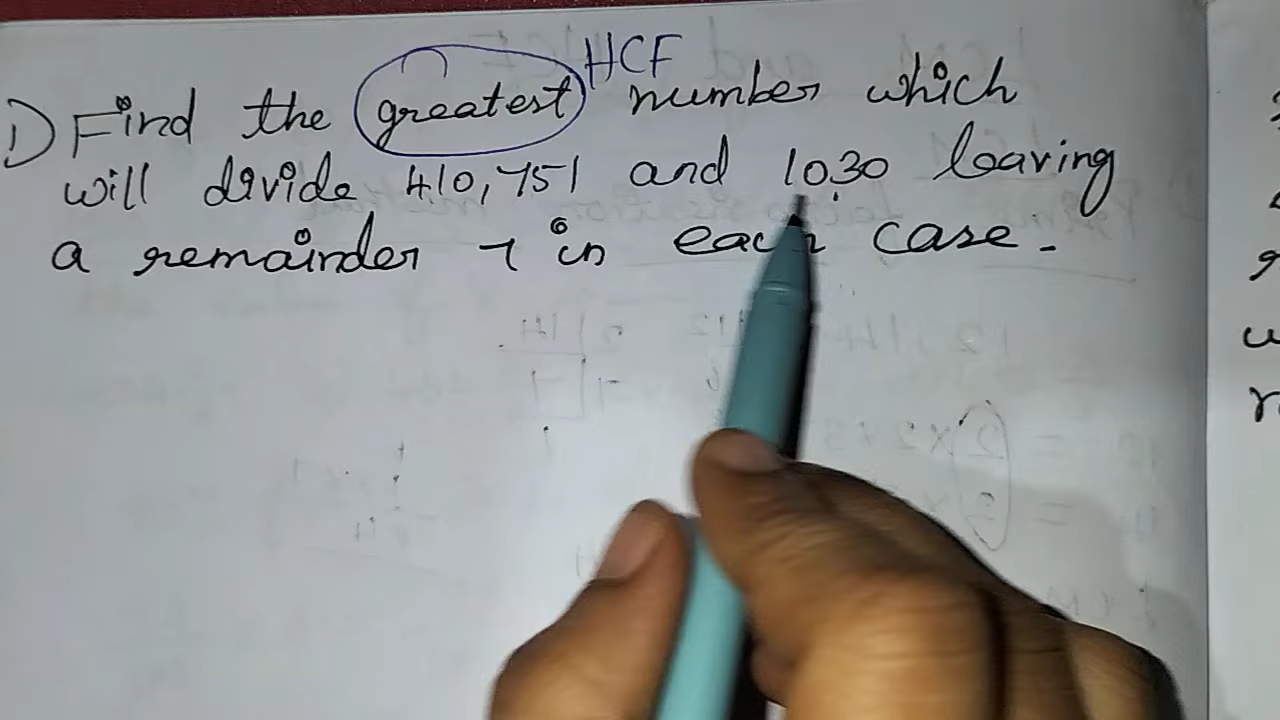 HCF
1) Find the greatest number which
will divide 410, 751 and 1030 leaving
a remainder 7 in each case.